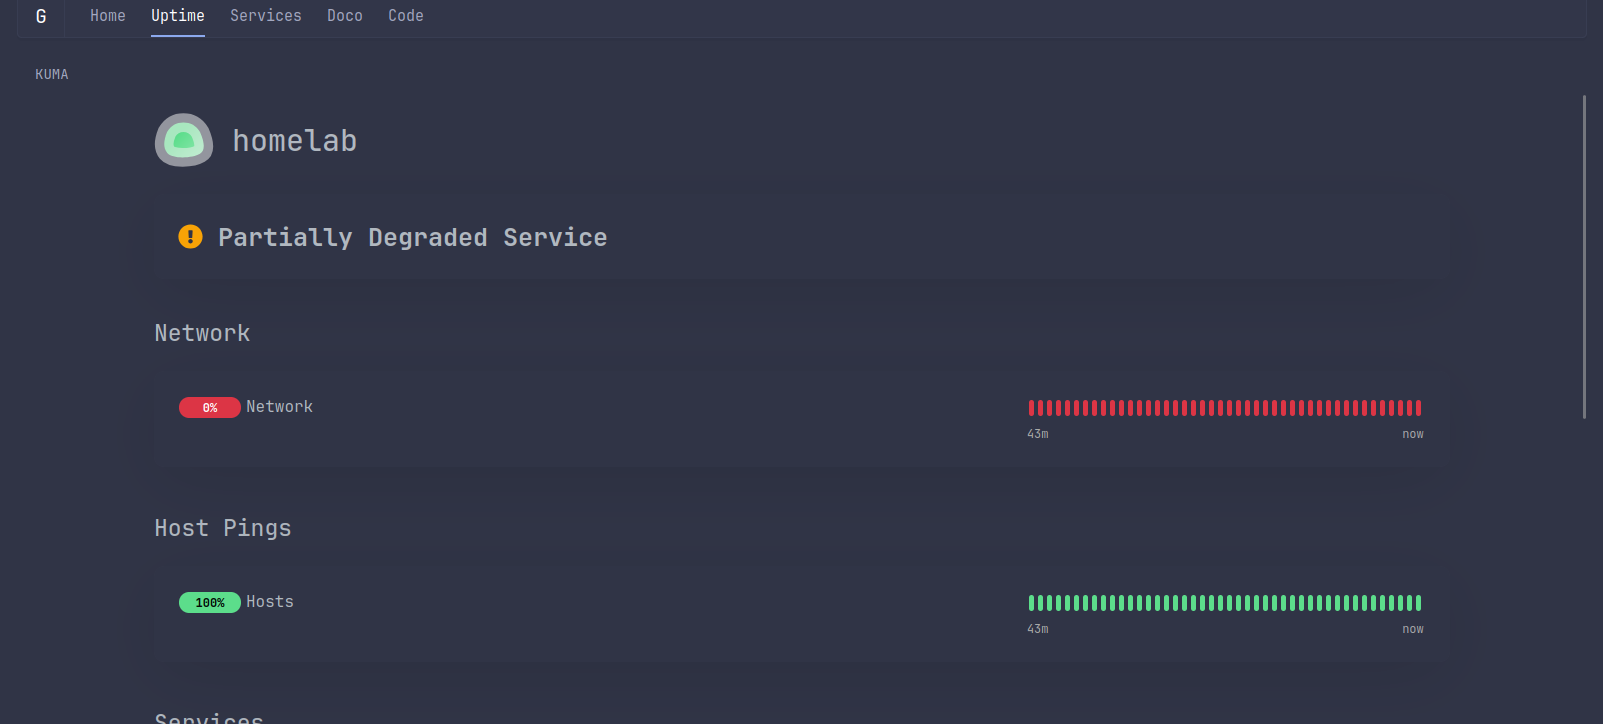 G Home Uptime Services Doco Code
KUMA
homelab
Partially Degraded Service
Network
0% Network
43m now
Host Pings
100% Hosts
43m now
Services